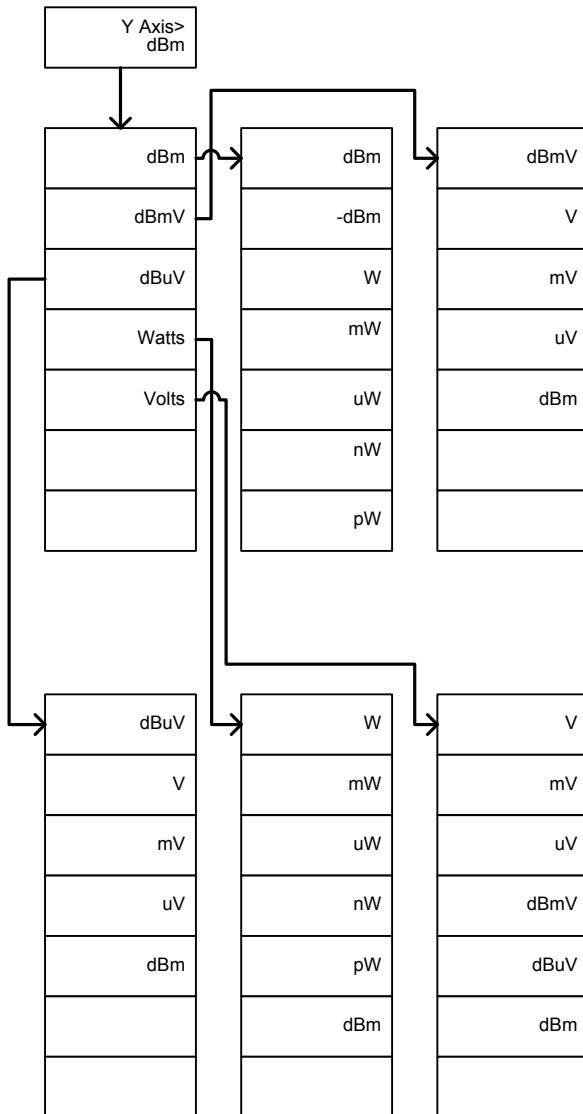 Y Axis>
dBm
dBm
dBmV
dBuV
Watts
Volts
dBm
-dBm
W
mW
uW
nW
pW
dBmV
V
mV
uV
dBm
dBuV
V
mV
uV
dBm
W
mW
uW
nW
pW
dBm
V
mV
uV
dBmV
dBuV
dBm